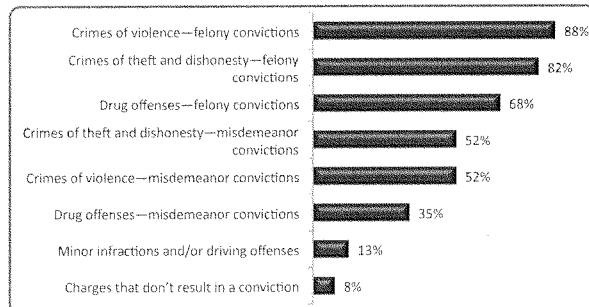 Crimes of violence—felony convictions 88%
Crimes of theft and dishonesty—felony
convictions 82%
Drug offenses—felony convictions 68%
Crimes of theft and dishonesty—misdemeanor
convictions 52%
Crimes of violence—misdemeanor convictions 52%
Drug offenses—misdemeanor convictions 35%
Minor infractions and/or driving offenses 13%
Charges that don't result in a conviction 8%